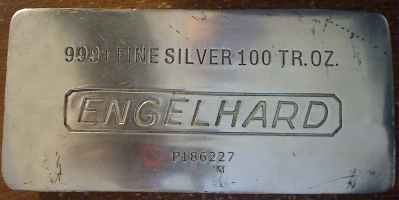 999+ FINE SILVER 100 TR. OZ.
ENGELHARD
P186227